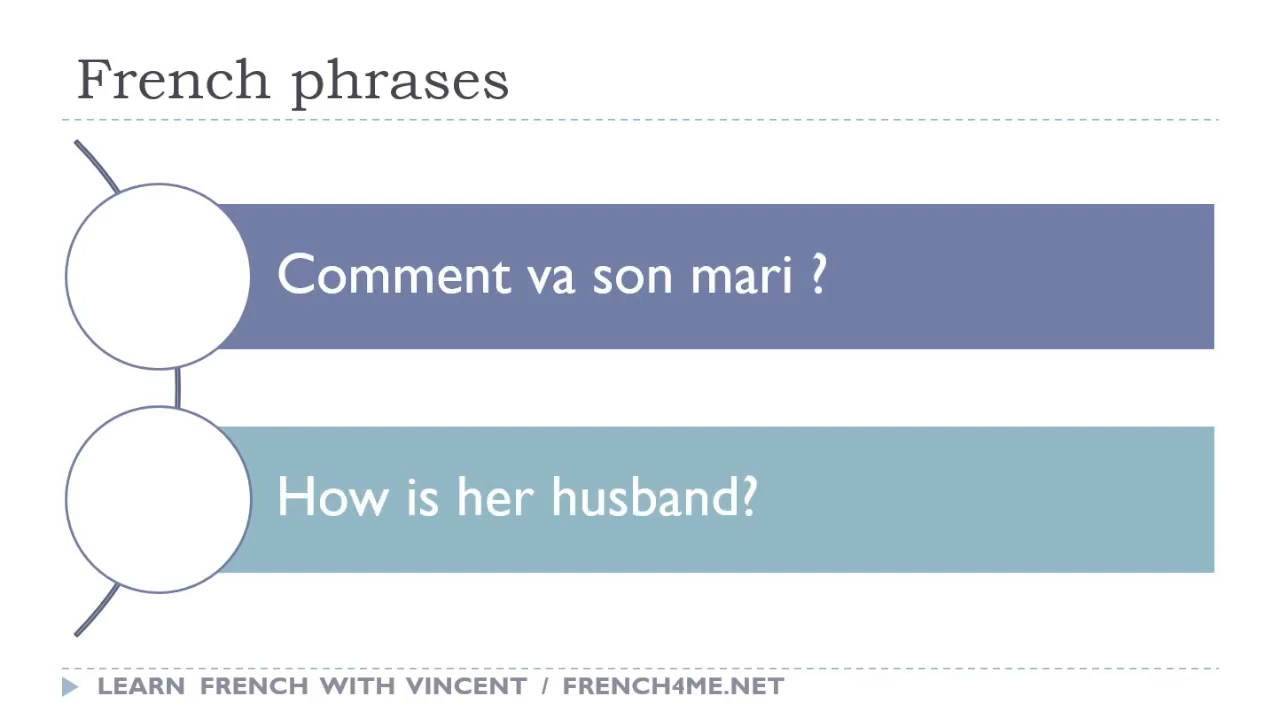 French phrases
Comment va son mari ?
How is her husband?
LEARN FRENCH WITH VINCENT / FRENCH4ME.NET